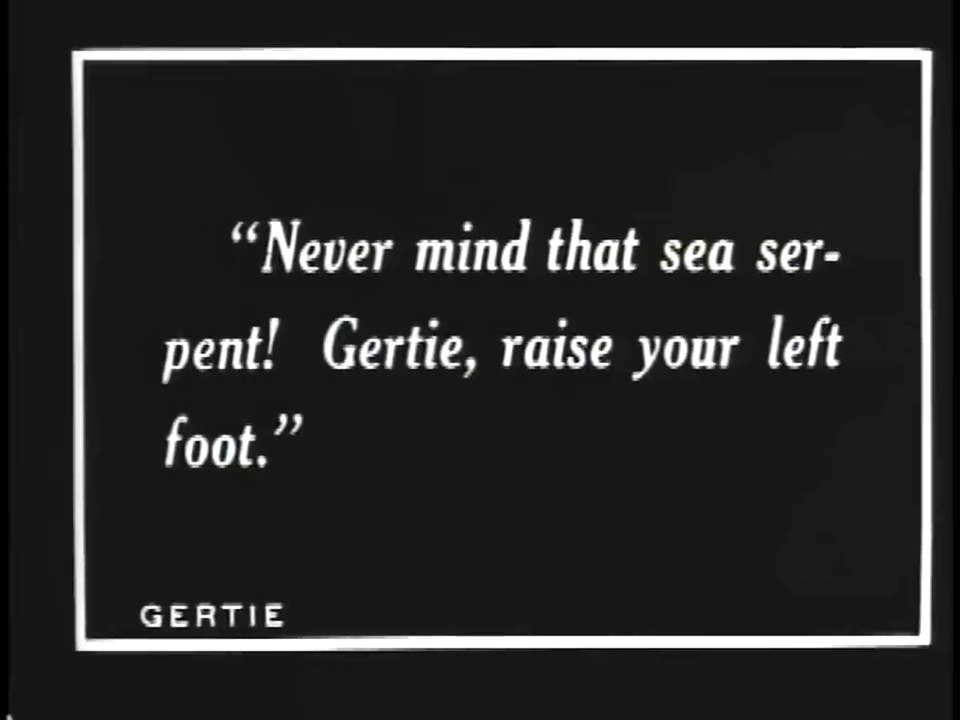 “Never mind that sea ser-
pent! Gertie, raise your left
foot.”
GERTIE